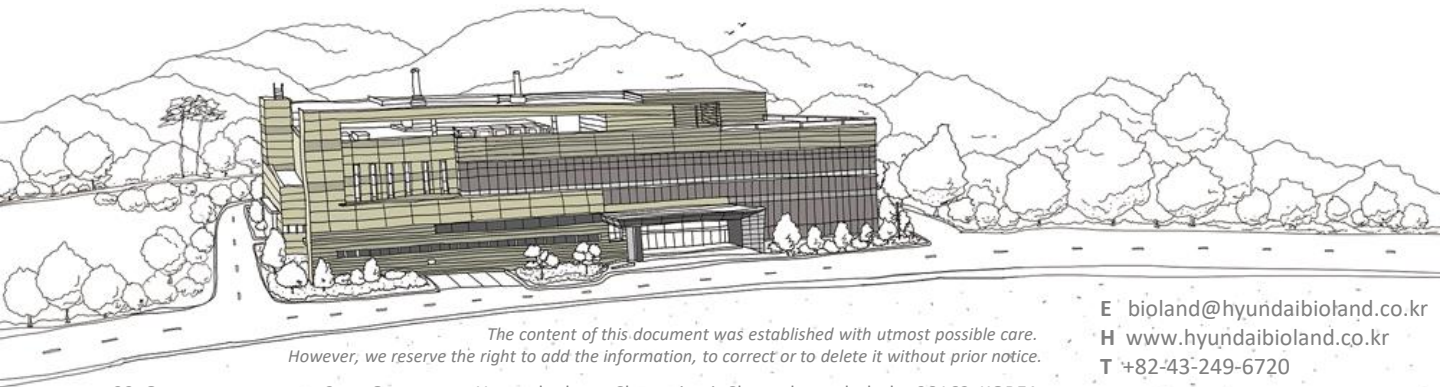 The content of this document was established with utmost possible care.
However, we reserve the right to add the information, to correct or to delete it without prior notice.
E bioland@hyundaibioland.co.kr
H www.hyundaibioland.co.kr
T +82-43-249-6720